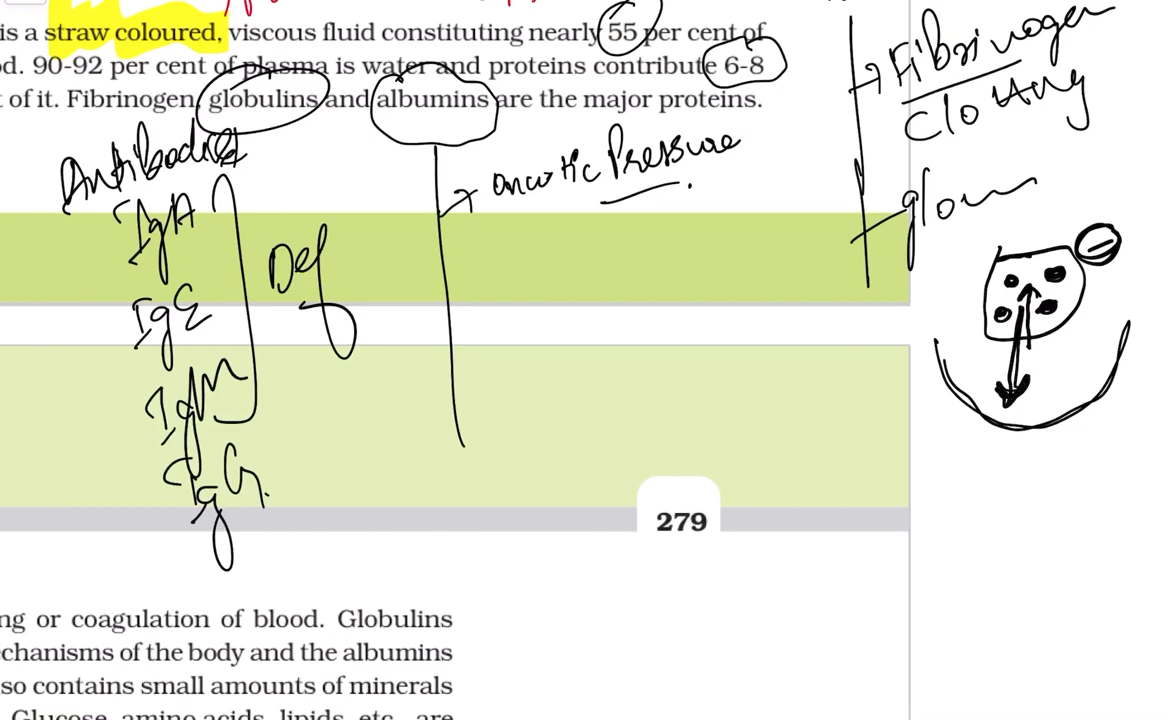 is a straw coloured, viscous fluid constituting nearly 55 per cent of
d. 90-92 per cent of plasma is water and proteins contribute 6-8
t of it. Fibrinogen, globulins and albumins are the major proteins.
Fibrinogen
Clotting
Antibodies
oncotic Pressure
IgA
IgE
IgM
IgG
Def
279
ng or coagulation of blood. Globulins
chanisms of the body and the albumins
so contains small amounts of minerals
Glucose, amino acids, lipids, etc., are